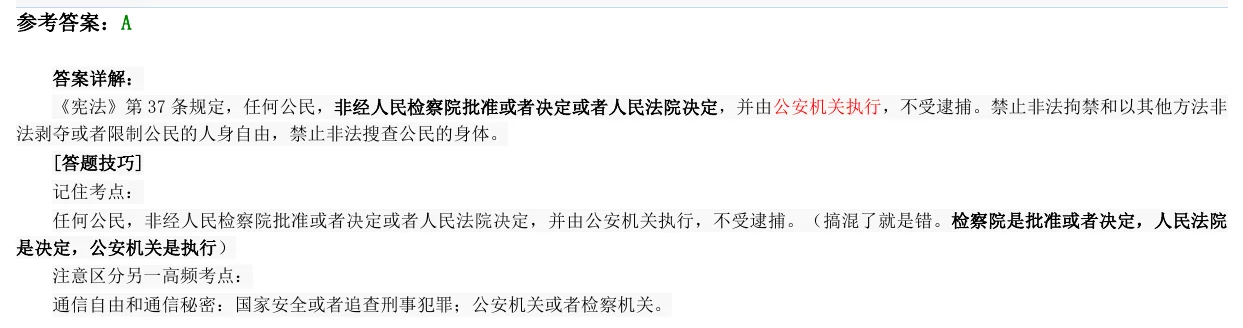 参考答案：A
答案详解：
《宪法》第 37 条规定，任何公民，非经人民检察院批准或者决定或者人民法院决定，并由公安机关执行，不受逮捕。禁止非法拘禁和以其他方法非
法剥夺或者限制公民的人身自由，禁止非法搜查公民的身体。
[答题技巧]
记住考点：
任何公民，非经人民检察院批准或者决定或者人民法院决定，并由公安机关执行，不受逮捕。（搞混了就是错。检察院是批准或者决定，人民法院
是决定，公安机关是执行）
注意区分另一高频考点：
通信自由和通信秘密：国家安全或者追查刑事犯罪；公安机关或者检察机关。